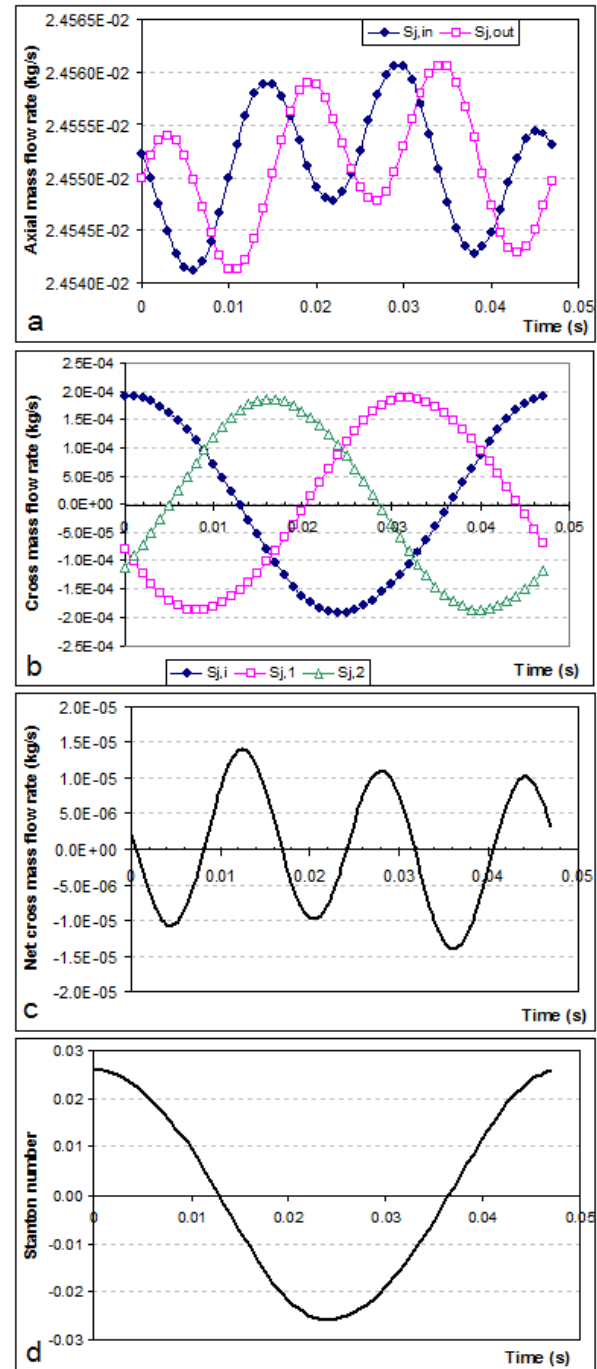 Axial mass flow rate (kg/s)
Sj,in Sj,out
2.4565E-02
2.4560E-02
2.4555E-02
2.4550E-02
2.4545E-02
2.4540E-02
0 0.01 0.02 0.03 0.04 0.05
a
Time (s)
Cross mass flow rate (kg/s)
2.5E-04
2.0E-04
1.5E-04
1.0E-04
5.0E-05
0.0E+00
-5.0E-05
-1.0E-04
-1.5E-04
-2.0E-04
-2.5E-04
0 0.01 0.02 0.03 0.04 0.05
b
Time (s)
Sj,i Sj,1 Sj,2
Net cross mass flow rate (kg/s)
2.0E-05
1.5E-05
1.0E-05
5.0E-06
0.0E+00
-5.0E-06
-1.0E-05
-1.5E-05
-2.0E-05
0 0.01 0.02 0.03 0.04 0.05
c
Time (s)
Stanton number
0.03
0.02
0.01
0.00
-0.01
-0.02
-0.03
0 0.01 0.02 0.03 0.04 0.05
d
Time (s)